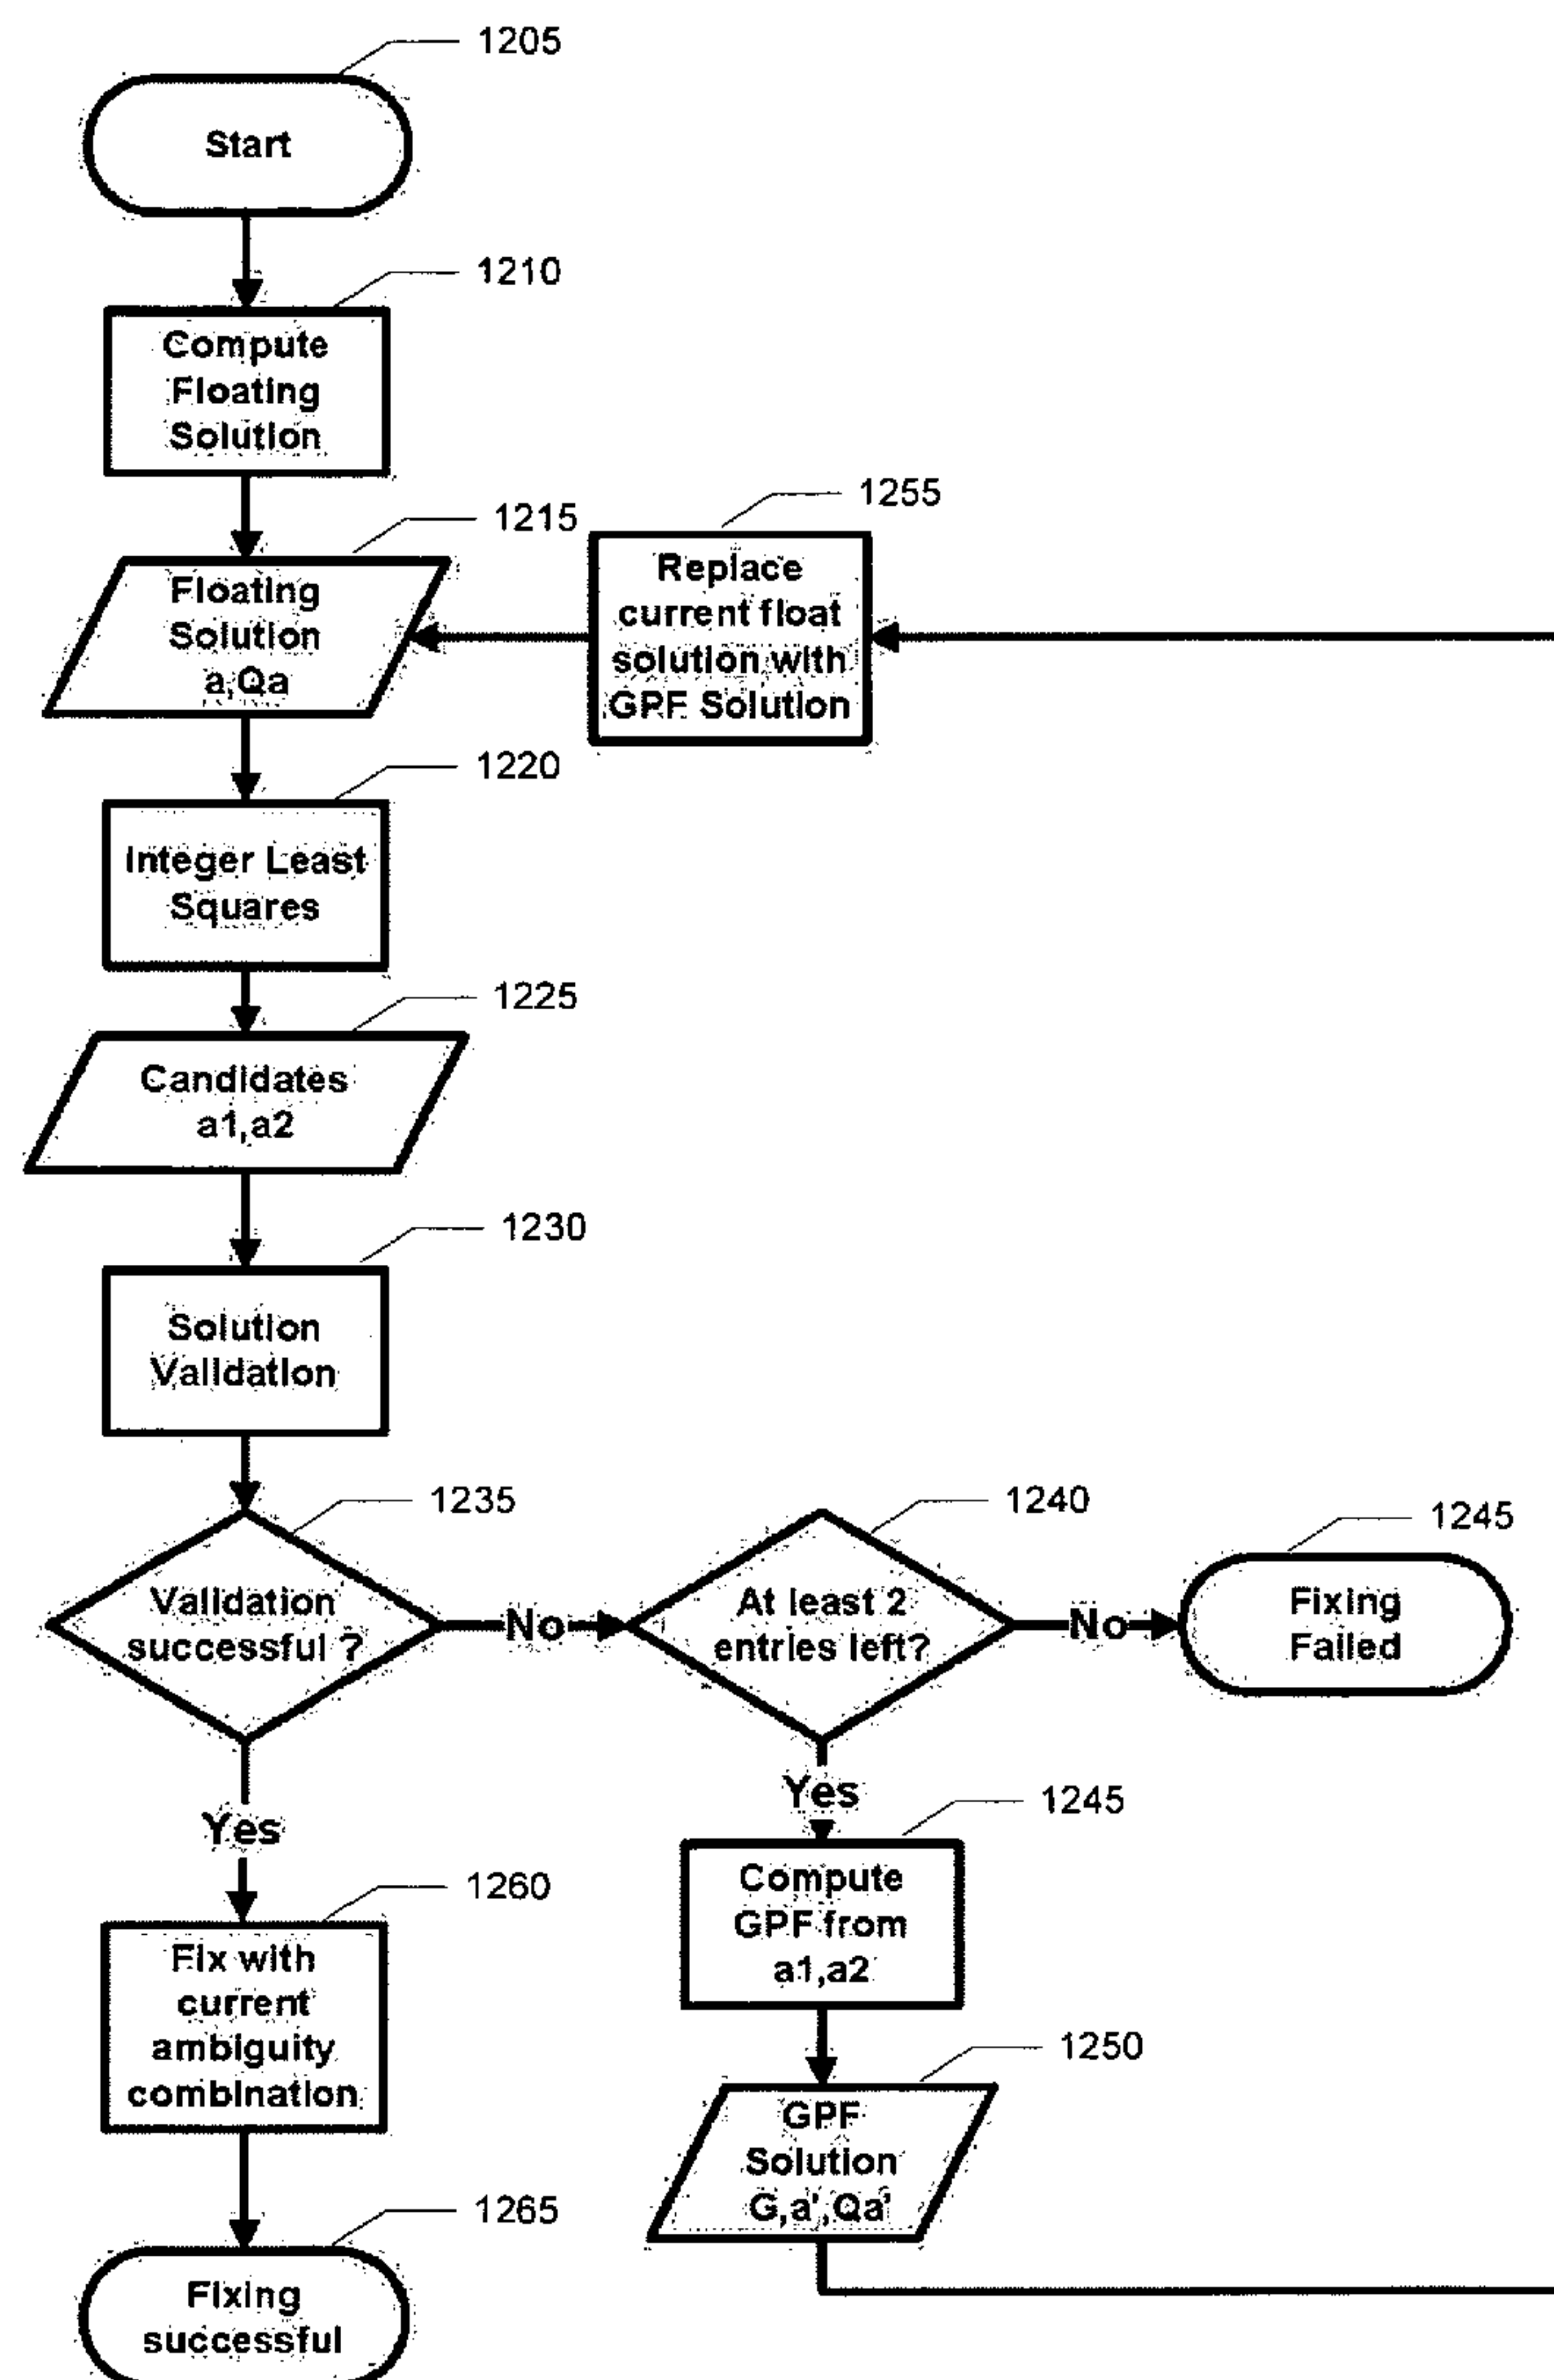 1205
Start
1210
Compute
Floating
Solution
1215
Floating
Solution
a,Qa
1255
Replace
current float
solution with
GPF Solution
1220
Integer Least
Squares
1225
Candidates
a1,a2
1230
Solution
Validation
1235
Validation
successful ?
No
1240
At least 2
entries left?
No
1245
Fixing
Failed
Yes
Yes
1245
Compute
GPF from
a1,a2
1260
Fix with
current
ambiguity
combination
1250
GPF
Solution
G,a',Qa'
1265
Fixing
successful